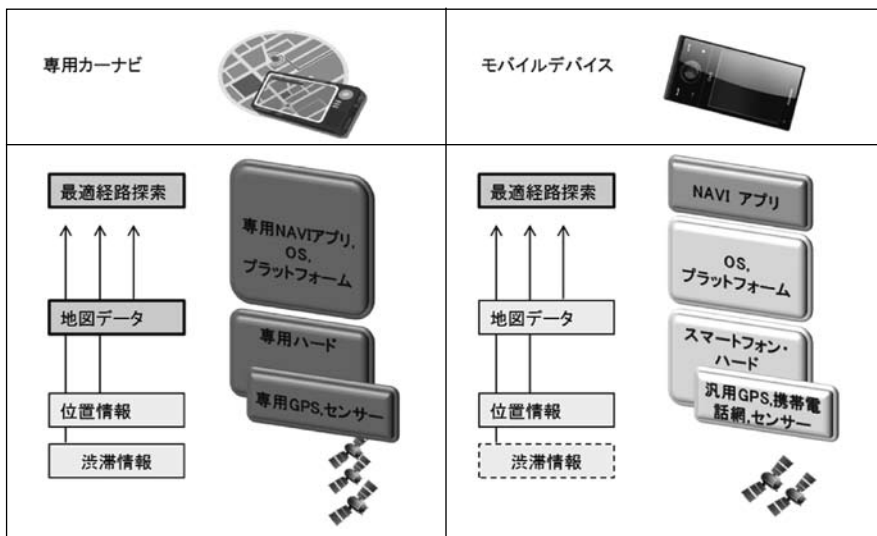 専用カーナビ
モバイルデバイス
最適経路探索
地図データ
位置情報
渋滞情報
専用NAVIアプリ,
OS,
プラットフォーム
専用ハード
専用GPS,センサー
最適経路探索
地図データ
位置情報
渋滞情報
NAVI アプリ
OS,
プラットフォーム
スマートフォン・
ハード
汎用GPS,携帯電
話網,センサー